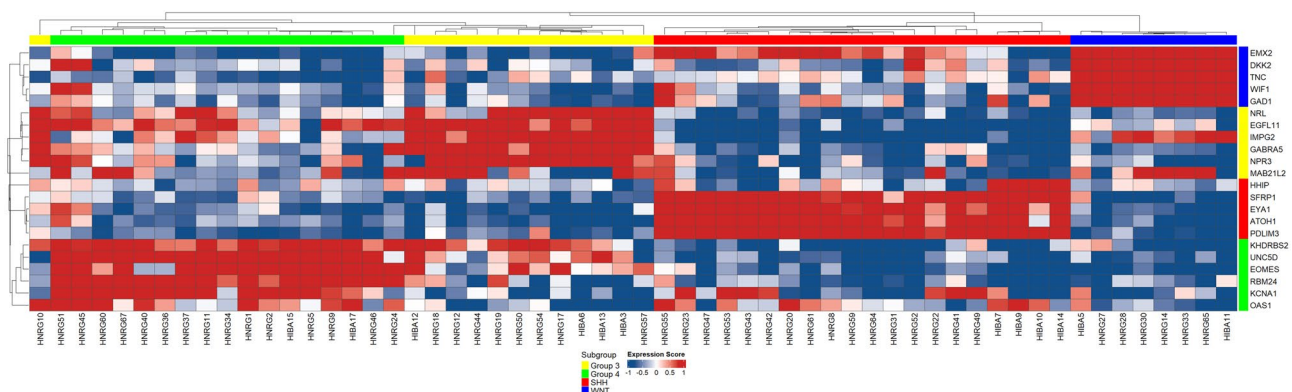 EMX2
DKK2
TNC
WIF1
GAD1
NRL
EGFL11
IMPG2
GABRA5
NPR3
MAB21L2
HHIP
SFRP1
EYA1
ATOH1
PDLIM3
KHDRBS2
UNC5D
EOMES
RBM24
KCNA1
OAS1
HNRG10
HNRG51
HNRG45
HNRG60
HNRG67
HNRG40
HNRG36
HNRG37
HNRG11
HNRG34
HNRG1
HNRG2
HIBA15
HNRG5
HNRG9
HIBA17
HNRG46
HNRG24
HIBA12
HNRG18
HNRG12
HNRG44
HNRG19
HNRG50
HNRG54
HNRG17
HIBA6
HIBA13
HIBA3
HNRG57
HNRG55
HNRG33
HNRG47
HNRG53
HNRG43
HNRG42
HNRG20
HNRG61
HNRG8
HNRG59
HNRG64
HNRG31
HNRG52
HNRG22
HNRG41
HNRG49
HIBA7
HIBA9
HIBA10
HIBA14
HIBA5
HNRG27
HNRG28
HNRG30
HNRG14
HNRG33
HNRG65
HIBA11
Subgroup
Group 3
Group 4
SHH
WNT
Expression Score
-1 -0.5 0 0.5 1